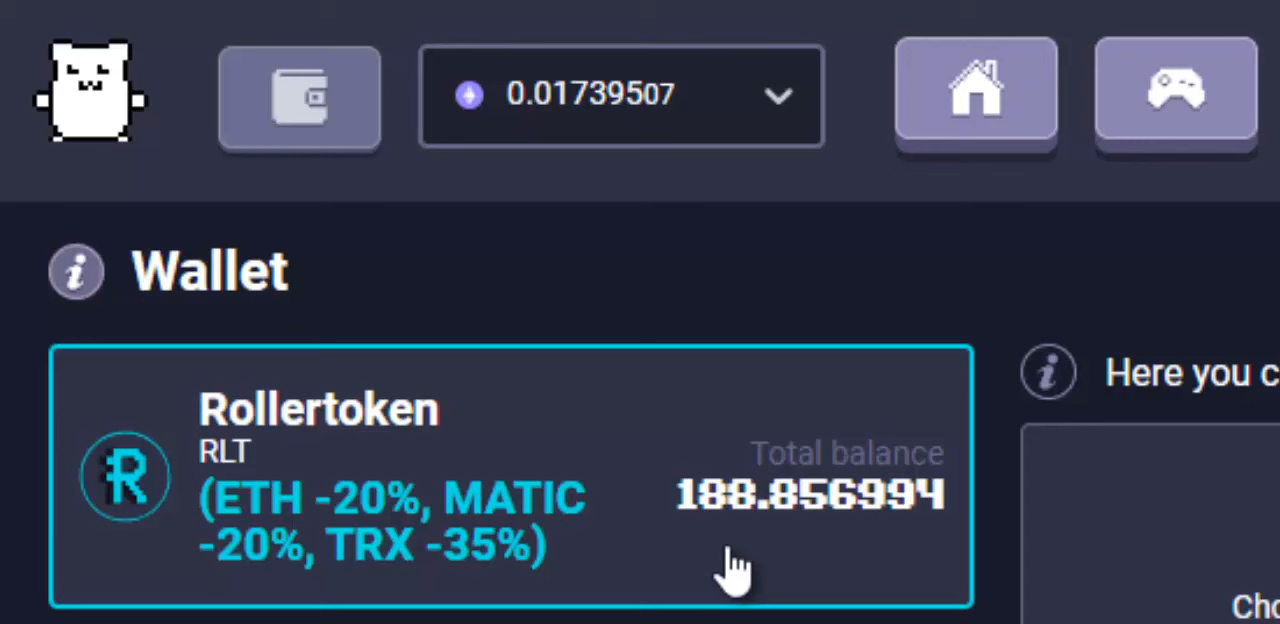 0.01739507
Wallet
Rollertoken
RLT
(ETH -20%, MATIC
-20%, TRX -35%)
Total balance
188.856994
Here you c
Cho